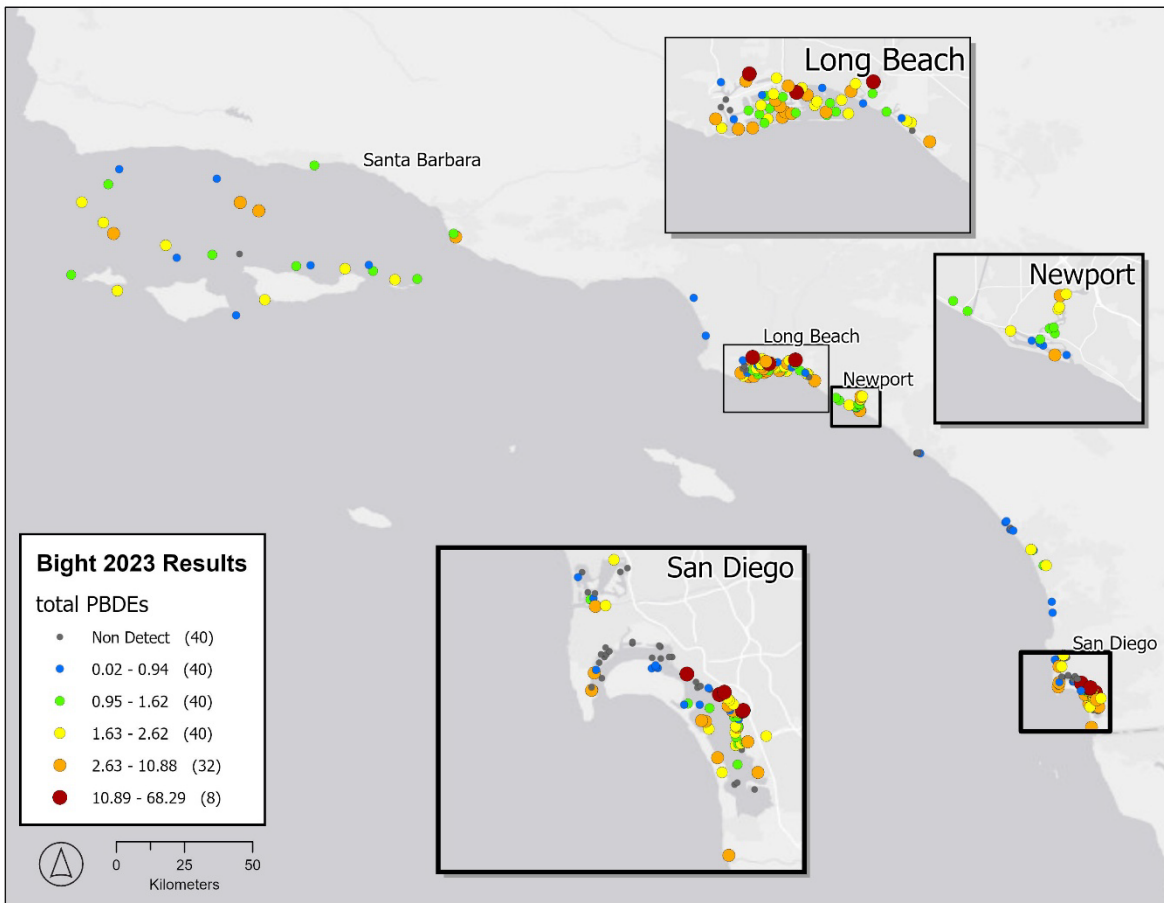 Long Beach
Santa Barbara
Newport
Long Beach
Newport
San Diego
San Diego
Bight 2023 Results
total PBDEs
Non Detect (40)
0.02 - 0.94 (40)
0.95 - 1.62 (40)
1.63 - 2.62 (40)
2.63 - 10.88 (32)
10.89 - 68.29 (8)
0 25 50
Kilometers